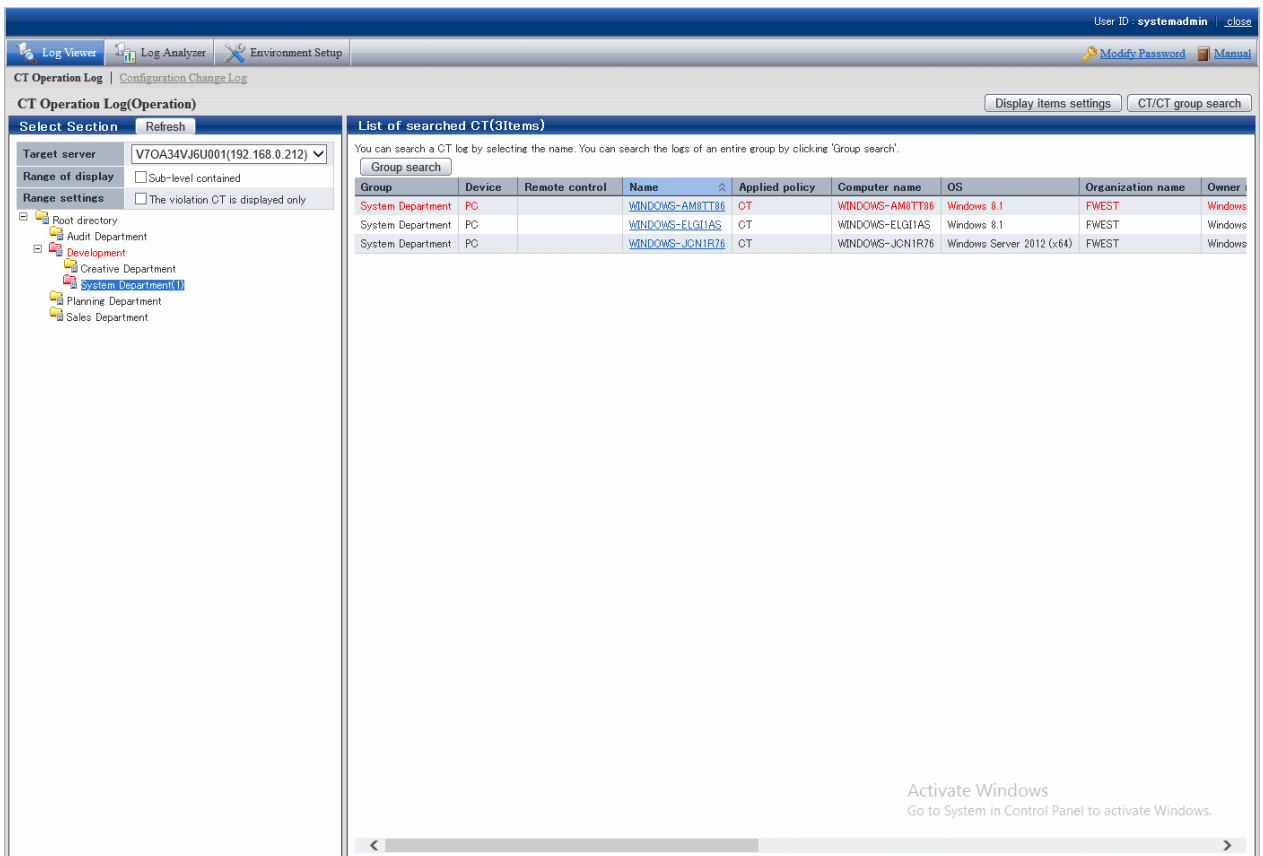 User ID : systemadmin | close
Log Viewer Log Analyzer Environment Setup Modify Password Manual
CT Operation Log | Configuration Change Log
CT Operation Log(Operation) Display items settings CT/CT group search
Select Section Refresh
Target server V7OA34VJ6U001(192.168.0.212)
Range of display Sub-level contained
Range settings The violation CT is displayed only
Root directory
Audit Department
Development
Creative Department
System Department(1)
Planning Department
Sales Department
List of searched CT(3Items)
You can search a CT log by selecting the name. You can search the logs of an entire group by clicking 'Group search'.
Group search
Group Device Remote control Name Applied policy Computer name OS Organization name Owner
System Department PC WINDOWS-AM8TT86 CT WINDOWS-AM8TT86 Windows 8.1 FWEST Windows
System Department PC WINDOWS-ELGI1AS CT WINDOWS-ELGI1AS Windows 8.1 FWEST Windows
System Department PC WINDOWS-JCN1R76 CT WINDOWS-JCN1R76 Windows Server 2012 (x64) FWEST Windows
Activate Windows
Go to System in Control Panel to activate Windows.